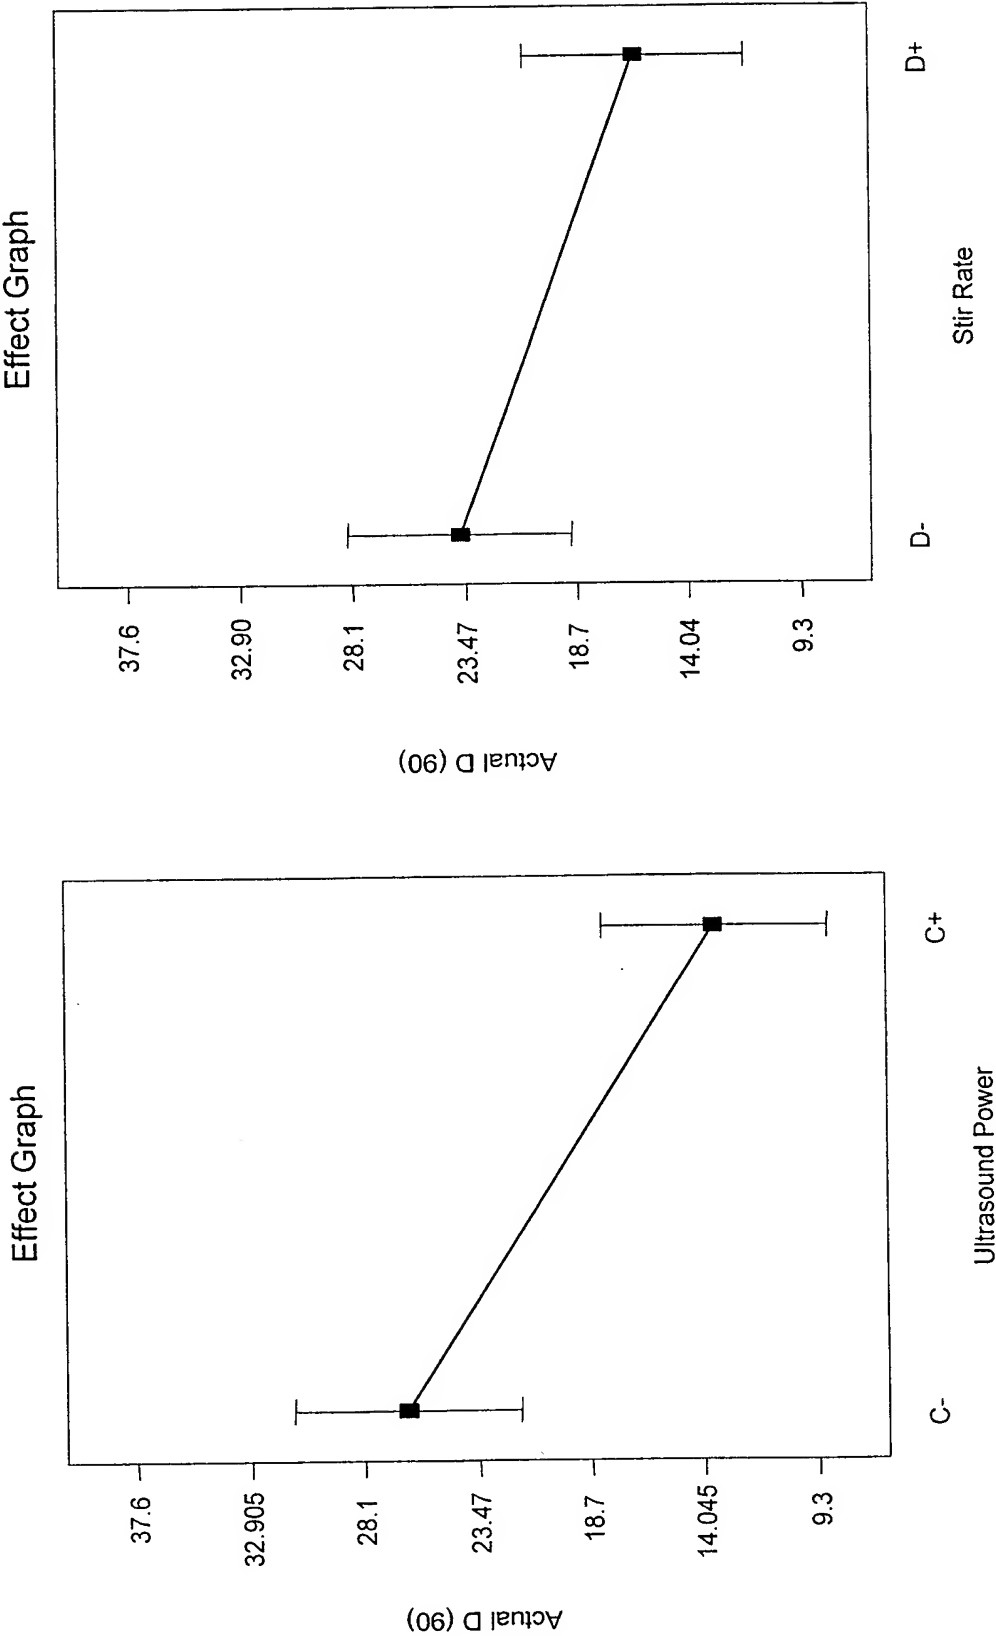 Effect Graph
Actual D (90)
37.6
32.905
28.1
23.47
18.7
14.045
9.3
C-
C+
Ultrasound Power
Effect Graph
Actual D (90)
37.6
32.90
28.1
23.47
18.7
14.04
9.3
D-
D+
Stir Rate